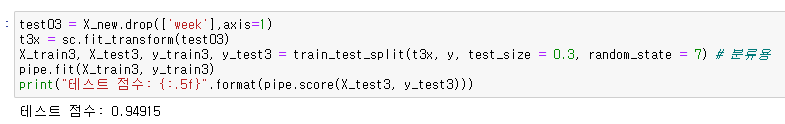 :
test03 = X_new.drop(['week'],axis=1)
t3x = sc.fit_transform(test03)
X_train3, X_test3, y_train3, y_test3 = train_test_split(t3x, y, test_size = 0.3, random_state = 7) # 분류용
pipe.fit(X_train3, y_train3)
print("테스트 점수: {:.5f}".format(pipe.score(X_test3, y_test3)))
테스트 점수: 0.94915